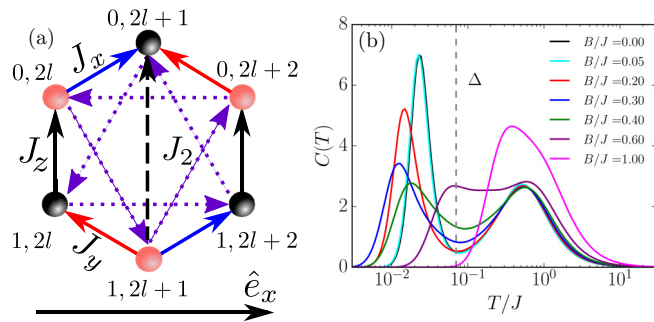 (a)
0, 2l + 1
J_x
0, 2l
0, 2l + 2
J_z
J_2
1, 2l
1, 2l + 2
J_y
1, 2l + 1
ê_x
(b)
8
6
4
2
0
C(T)
Δ
B/J =0.00
B/J =0.05
B/J =0.20
B/J =0.30
B/J =0.40
B/J =0.60
B/J =1.00
10^{-2}
10^{-1}
10^{0}
10^{1}
T/J